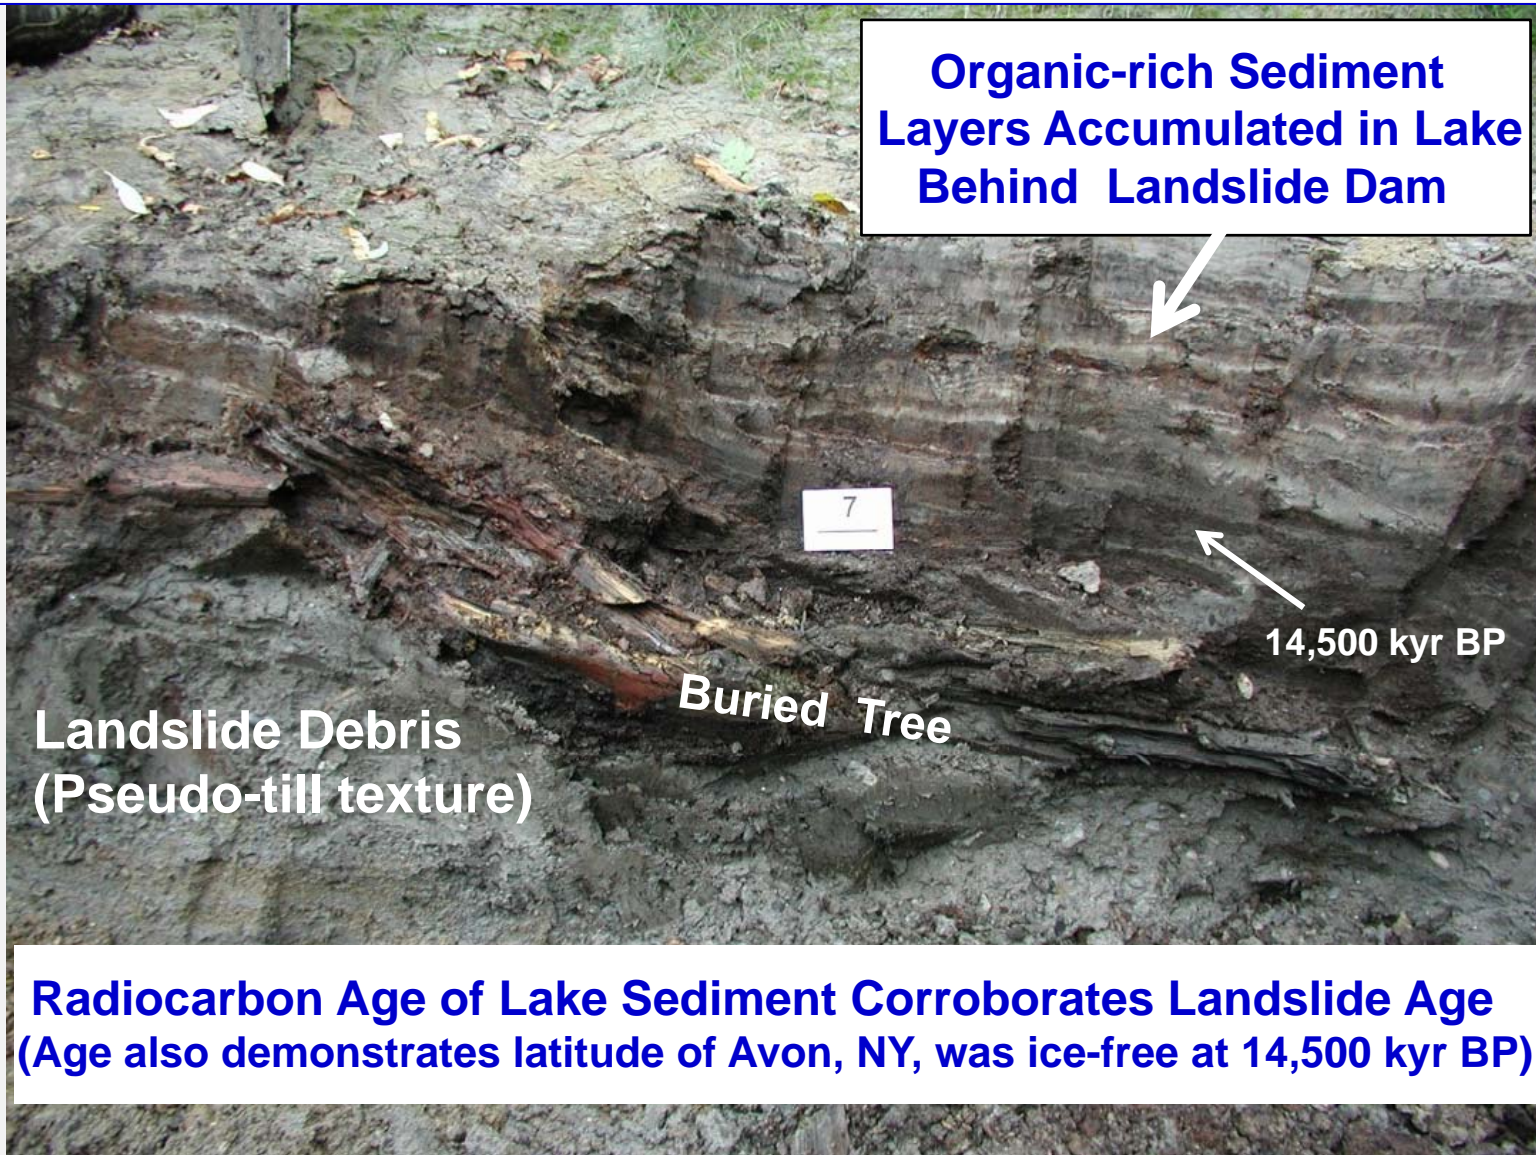 Organic-rich Sediment
Layers Accumulated in Lake
Behind Landslide Dam
7
14,500 kyr BP
Buried Tree
Landslide Debris
(Pseudo-till texture)
Radiocarbon Age of Lake Sediment Corroborates Landslide Age
(Age also demonstrates latitude of Avon, NY, was ice-free at 14,500 kyr BP)